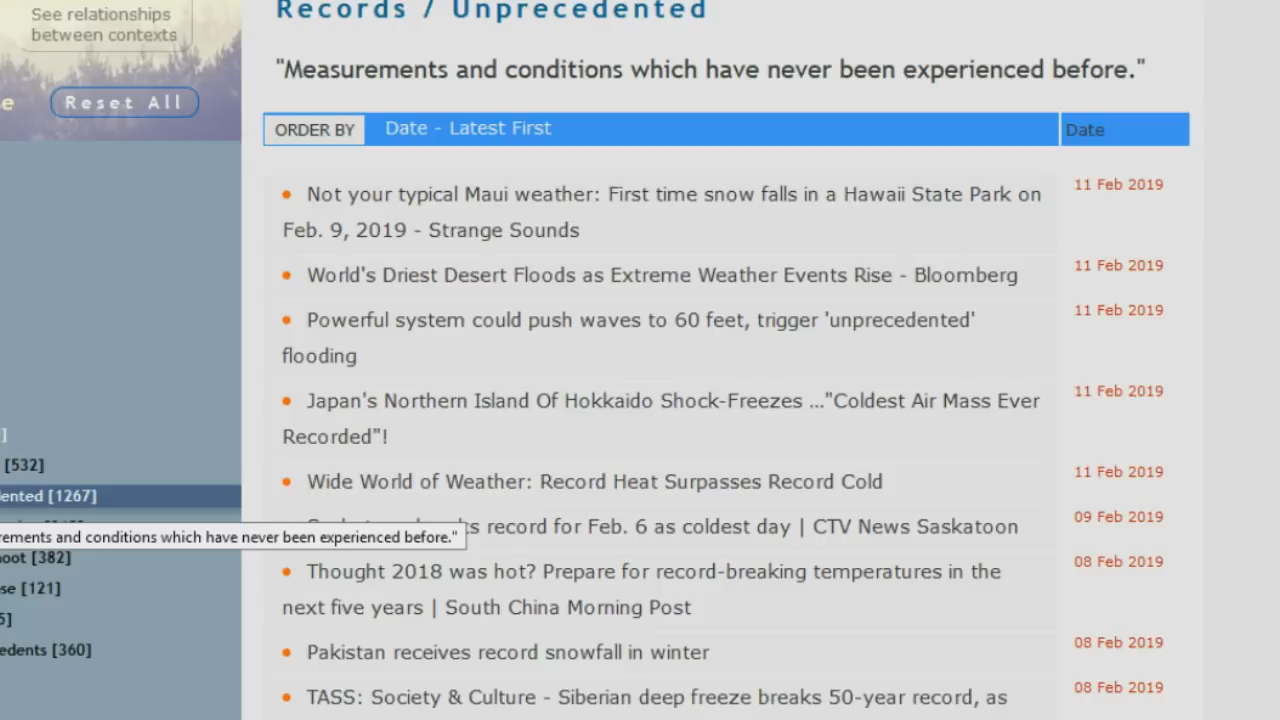 See relationships
between contexts
e
Reset All
]
[532]
ented [1267]
rements and conditions which have never been experienced before."
oot [382]
se [121]
5]
edents [360]
Records / Unprecedented
"Measurements and conditions which have never been experienced before."
ORDER BY Date - Latest First Date
Not your typical Maui weather: First time snow falls in a Hawaii State Park on 11 Feb 2019
Feb. 9, 2019 - Strange Sounds
World's Driest Desert Floods as Extreme Weather Events Rise - Bloomberg 11 Feb 2019
Powerful system could push waves to 60 feet, trigger 'unprecedented' 11 Feb 2019
flooding
Japan's Northern Island Of Hokkaido Shock-Freezes ..."Coldest Air Mass Ever 11 Feb 2019
Recorded"!
Wide World of Weather: Record Heat Surpasses Record Cold 11 Feb 2019
record for Feb. 6 as coldest day | CTV News Saskatoon 09 Feb 2019
Thought 2018 was hot? Prepare for record-breaking temperatures in the 08 Feb 2019
next five years | South China Morning Post
Pakistan receives record snowfall in winter 08 Feb 2019
TASS: Society & Culture - Siberian deep freeze breaks 50-year record, as 08 Feb 2019